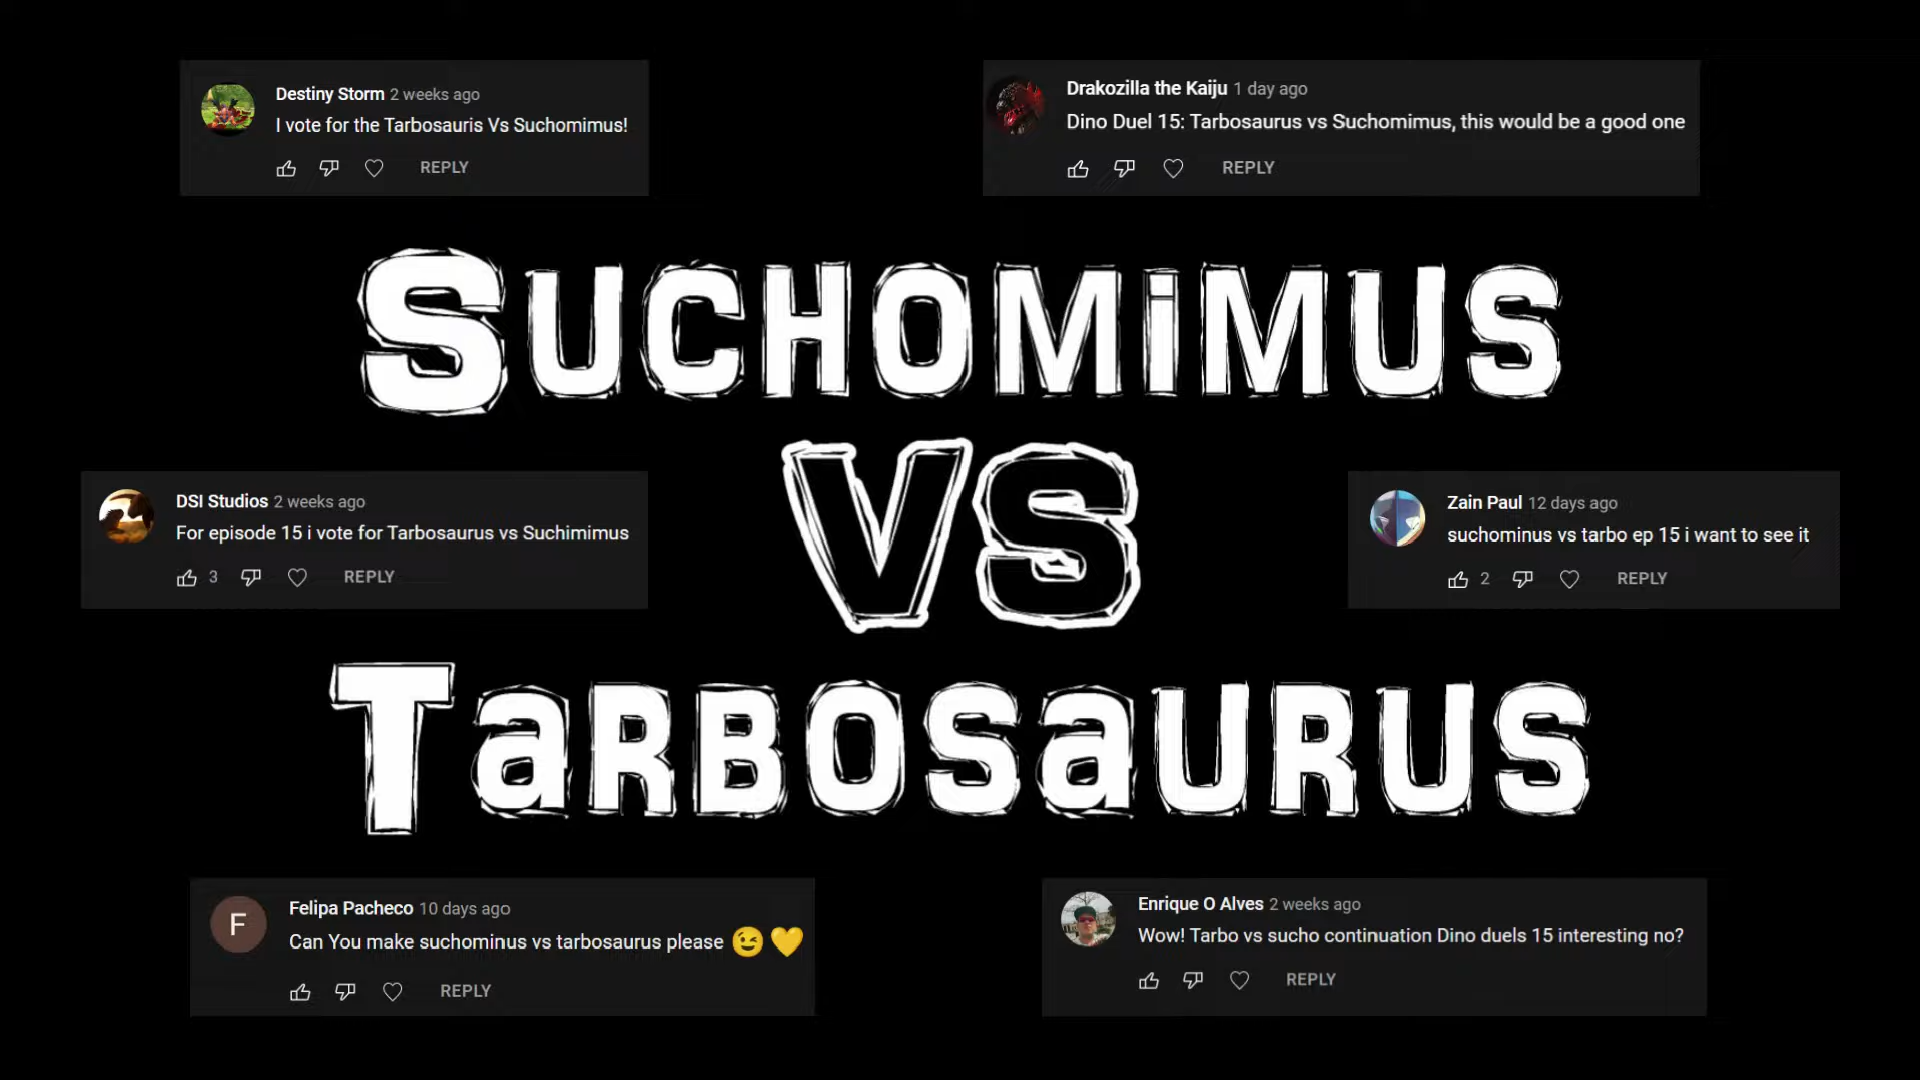 Destiny Storm 2 weeks ago
I vote for the Tarbosauris Vs Suchomimus!
REPLY
Drakozilla the Kaiju 1 day ago
Dino Duel 15: Tarbosaurus vs Suchomimus, this would be a good one
REPLY
SUCHOMiMUS
VS
TaRBOSaURUS
DSI Studios 2 weeks ago
For episode 15 i vote for Tarbosaurus vs Suchimimus
3 REPLY
Zain Paul 12 days ago
suchominus vs tarbo ep 15 i want to see it
2 REPLY
F
Felipa Pacheco 10 days ago
Can You make suchominus vs tarbosaurus please 😉 💛
REPLY
Enrique O Alves 2 weeks ago
Wow! Tarbo vs sucho continuation Dino duels 15 interesting no?
REPLY